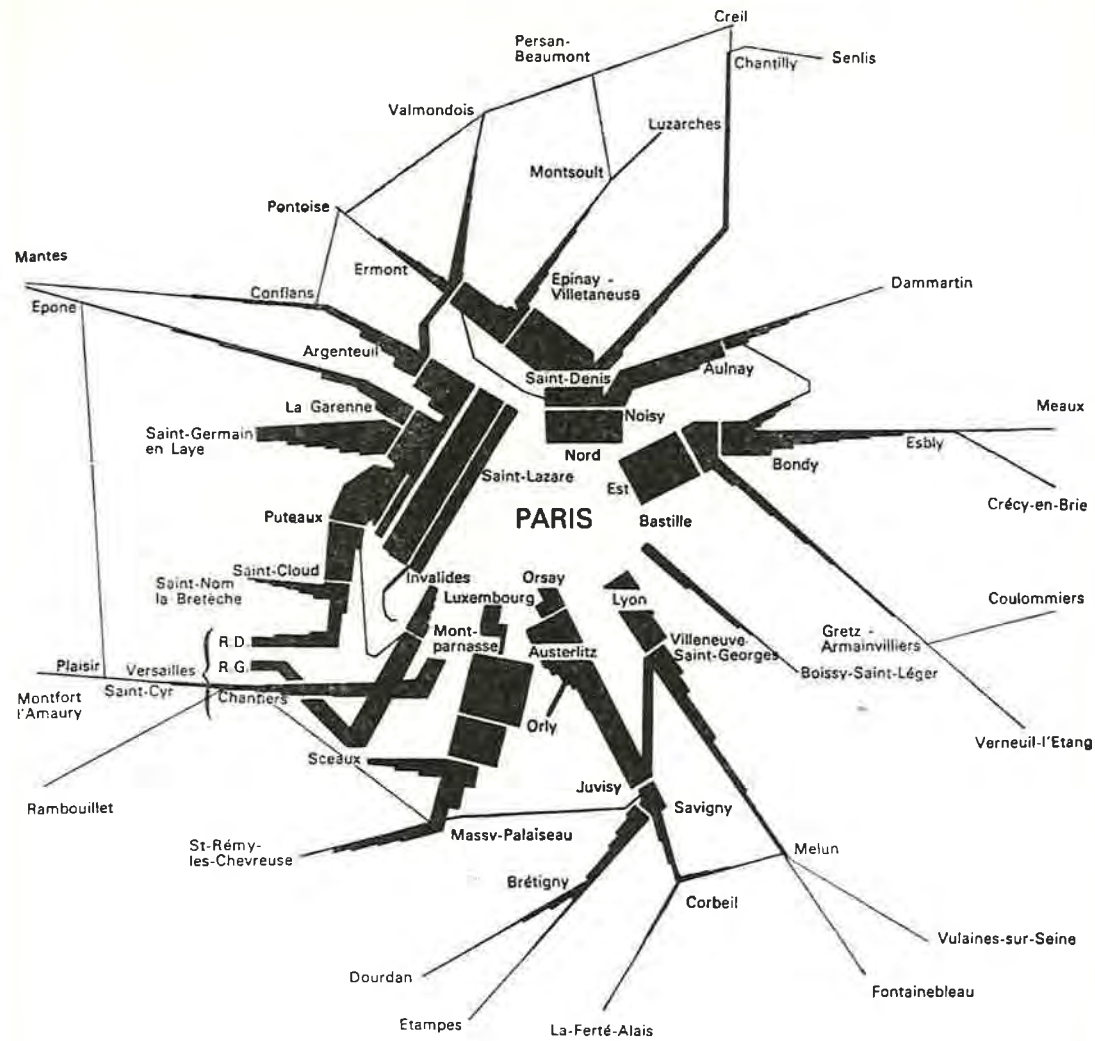 Creil
Persan-
Beaumont
Chantilly
Senlis
Valmondois
Luzarches
Montsoult
Pontoise
Mantes
Ermont
Epinay -
Villetaneuse
Dammartin
Conflans
Epone
Argenteuil
Saint-Denis
Aulnay
La Garenne
Noisy
Meaux
Saint-Germain
en Laye
Esbly
Nord
Bondy
Saint-Lazare
Est
Crécy-en-Brie
Puteaux
PARIS
Bastille
Saint-Cloud
Saint-Nom
la Bretèche
Invalides
Orsay
Luxembourg
Lyon
Coulommiers
R.D.
Mont-
parnasse
Villeneuve-
Saint-Georges
Gretz -
Armainvilliers
Austerlitz
Plaisir
Versailles
R.G.
Boissy-Saint-Léger
Saint-Cyr
Chantiers
Montfort
l'Amaury
Orly
Verneuil-l'Etang
Sceaux
Rambouillet
Juvisy
Savigny
Massv-Palaiseau
St-Rémy-
les-Chevreuse
Melun
Brétigny
Corbeil
Vulaines-sur-Seine
Dourdan
Fontainebleau
Etampes
La-Ferté-Alais